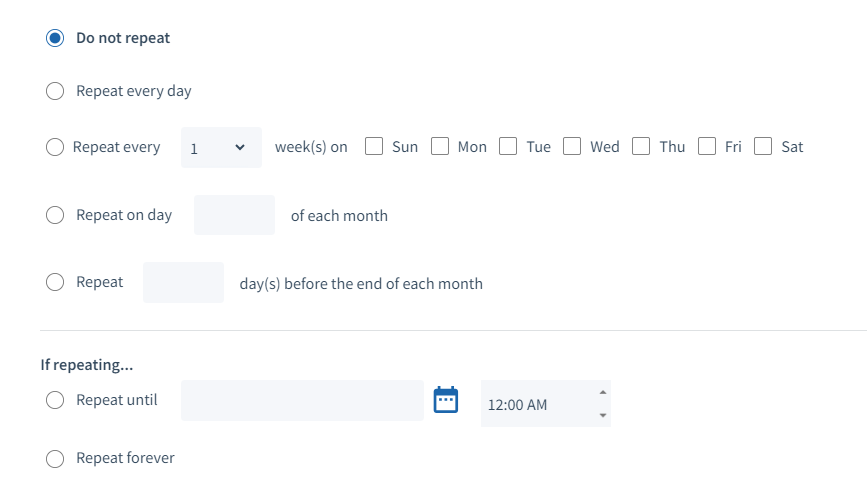 Do not repeat
Repeat every day
Repeat every 1 week(s) on Sun Mon Tue Wed Thu Fri Sat
Repeat on day of each month
Repeat day(s) before the end of each month
If repeating...
Repeat until 12:00 AM
Repeat forever